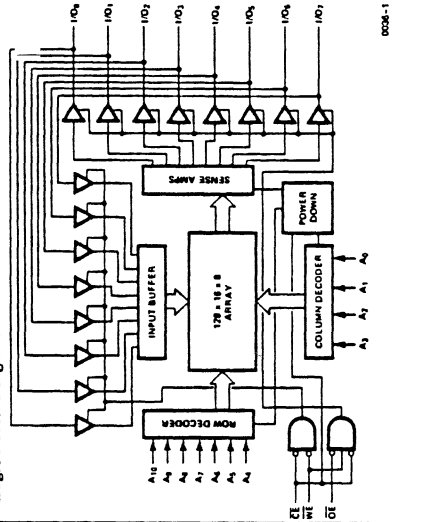 I/O0
I/O1
I/O2
I/O3
I/O4
I/O5
I/O6
I/O7
0036-1
SENSE AMPS
POWER
DOWN
INPUT BUFFER
128 x 16 x 8
ARRAY
COLUMN DECODER
A0
A1
A2
A3
ROW DECODER
A10
A9
A8
A7
A6
A5
A4
CE
WE
OE